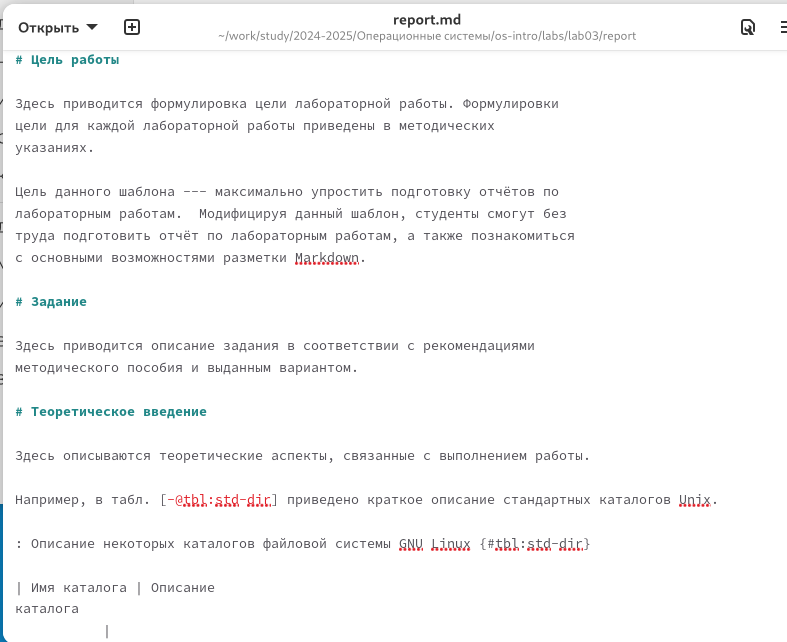 Открыть
report.md
~/work/study/2024-2025/Операционные системы/os-intro/labs/lab03/report
# Цель работы
Здесь приводится формулировка цели лабораторной работы. Формулировки
цели для каждой лабораторной работы приведены в методических
указаниях.
Цель данного шаблона --- максимально упростить подготовку отчётов по
лабораторным работам.  Модифицируя данный шаблон, студенты смогут без
труда подготовить отчёт по лабораторным работам, а также познакомиться
с основными возможностями разметки Markdown.
# Задание
Здесь приводится описание задания в соответствии с рекомендациями
методического пособия и выданным вариантом.
# Теоретическое введение
Здесь описываются теоретические аспекты, связанные с выполнением работы.
Например, в табл. [-@tbl:std-dir] приведено краткое описание стандартных каталогов Unix.
: Описание некоторых каталогов файловой системы GNU Linux {#tbl:std-dir}
| Имя каталога | Описание
каталога
|